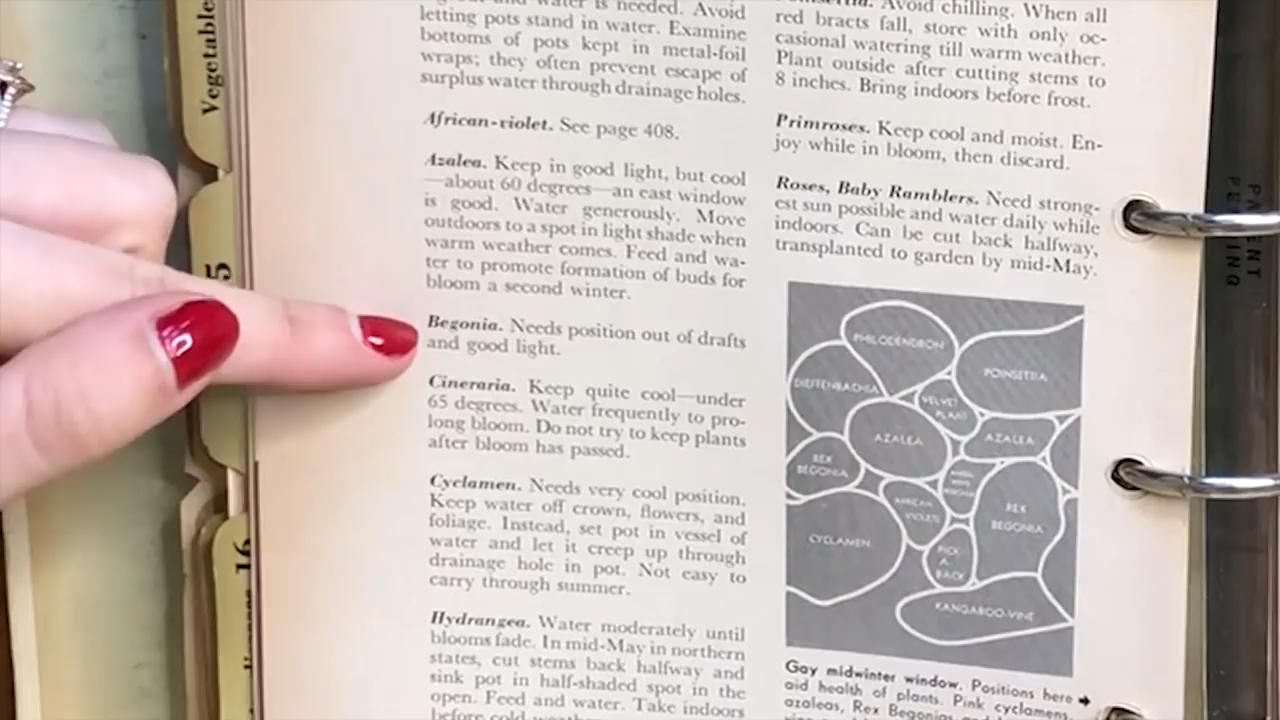 Vegetable
5
16
water is needed. Avoid
letting pots stand in water. Examine
bottoms of pots kept in metal-foil
wraps; they often prevent escape of
surplus water through drainage holes.
African-violet. See page 408.
Azalea. Keep in good light, but cool
—about 60 degrees—an east window
is good. Water generously. Move
outdoors to a spot in light shade when
warm weather comes. Feed and wa-
ter to promote formation of buds for
bloom a second winter.
Begonia. Needs position out of drafts
and good light.
Cineraria. Keep quite cool—under
65 degrees. Water frequently to pro-
long bloom. Do not try to keep plants
after bloom has passed.
Cyclamen. Needs very cool position.
Keep water off crown, flowers, and
foliage. Instead, set pot in vessel of
water and let it creep up through
drainage hole in pot. Not easy to
carry through summer.
Hydrangea. Water moderately until
blooms fade. In mid-May in northern
states, cut stems back halfway and
sink pot in half-shaded spot in the
open. Feed and water. Take indoors
before cold
Avoid chilling. When all
red bracts fall, store with only oc-
casional watering till warm weather.
Plant outside after cutting stems to
8 inches. Bring indoors before frost.
Primroses. Keep cool and moist. En-
joy while in bloom, then discard.
Roses, Baby Ramblers. Need strong-
est sun possible and water daily while
indoors. Can be cut back halfway,
transplanted to garden by mid-May.
PHILODENDRON
POINSETTIA
DIEFFENBACHIA
VELVET
PLANT
AZALEA
AZALEA
REX
BEGONIA
AFRICAN
VIOLETS
REX
BEGONIA
CYCLAMEN
PICK-
A-
BACK
KANGAROO-VINE
Gay midwinter window. Positions here
aid health of plants. Pink cyclamens,
azaleas, Rex Begonias, and
PATENT
PENDING